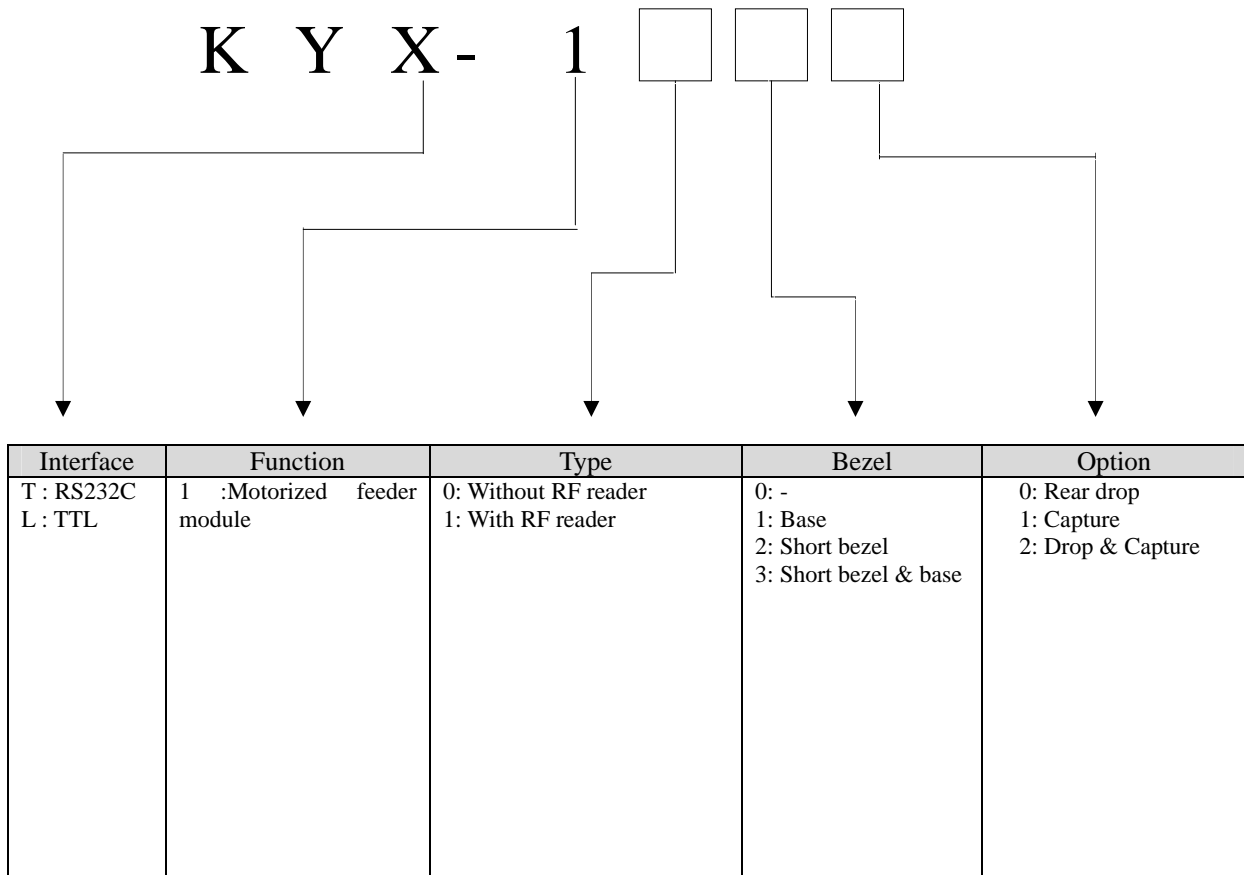 K Y X - 1
Interface Function Type Bezel Option
T : RS232C 1 :Motorized feeder 0: Without RF reader 0: - 0: Rear drop
L : TTL module 1: With RF reader 1: Base 1: Capture
2: Short bezel 2: Drop & Capture
3: Short bezel & base